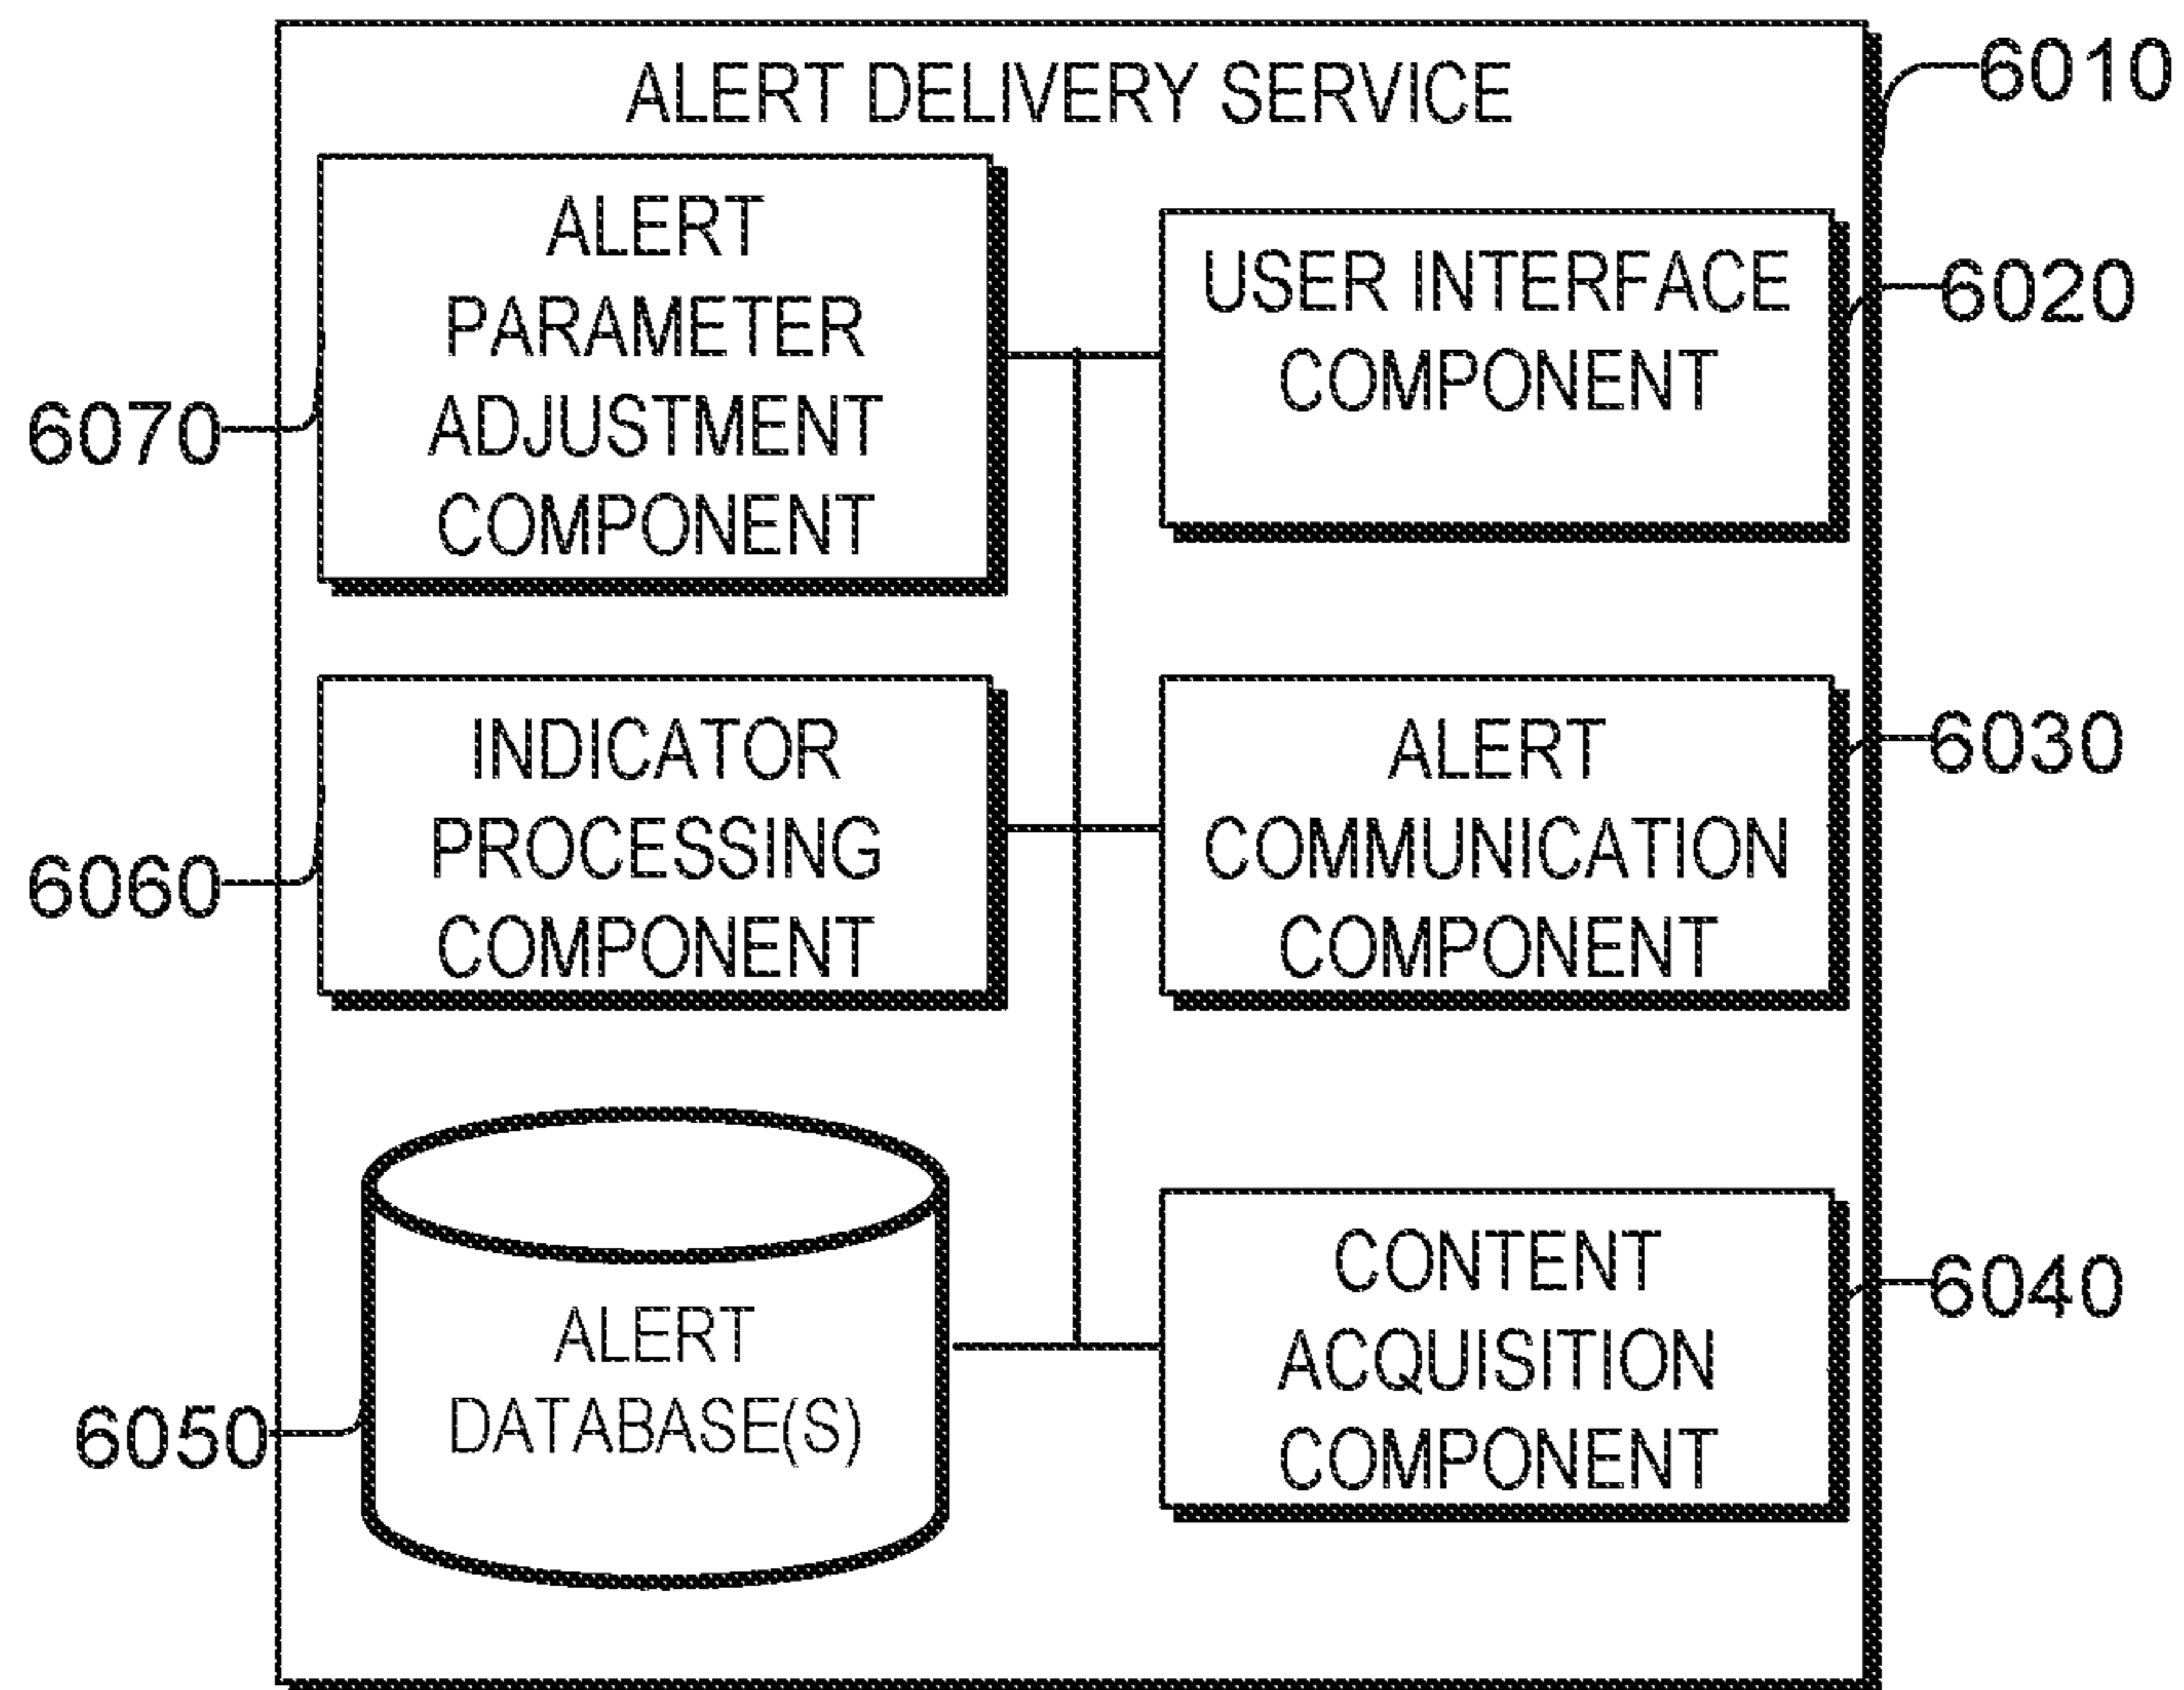 ALERT DELIVERY SERVICE
6010
ALERT
PARAMETER
ADJUSTMENT
COMPONENT
6070
USER INTERFACE
COMPONENT
6020
INDICATOR
PROCESSING
COMPONENT
6060
ALERT
COMMUNICATION
COMPONENT
6030
ALERT
DATABASE(S)
6050
CONTENT
ACQUISITION
COMPONENT
6040